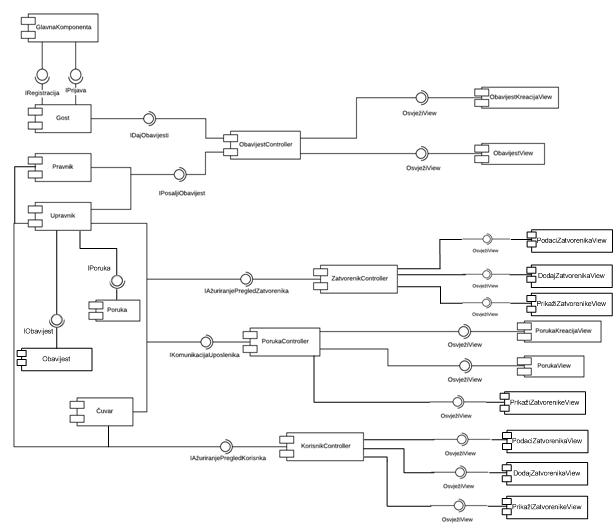 GlavnaKomponenta
IRegistracija
IPrijava
Gost
IDajObavijesti
ObavijestController
OsvježiView
ObavijestKreacijaView
OsvježiView
ObavijestView
Pravnik
IPosaljiObavijest
Upravnik
IPoruka
Poruka
IObavijest
Obavijest
IAžuriranjePregledZatvorenika
ZatvorenikController
OsvježiView
PodaciZatvorenikaView
OsvježiView
DodajZatvorenikaView
OsvježiView
PrikažiZatvorenikeView
IKomunikacijaUposlenika
PorukaController
OsvježiView
PorukaKreacijaView
OsvježiView
PorukaView
OsvježiView
PrikažiZatvorenikeView
Čuvar
IAžuriranjePregledKorisnka
KorisnikController
OsvježiView
PodaciZatvorenikaView
OsvježiView
DodajZatvorenikaView
OsvježiView
PrikažiZatvorenikeView